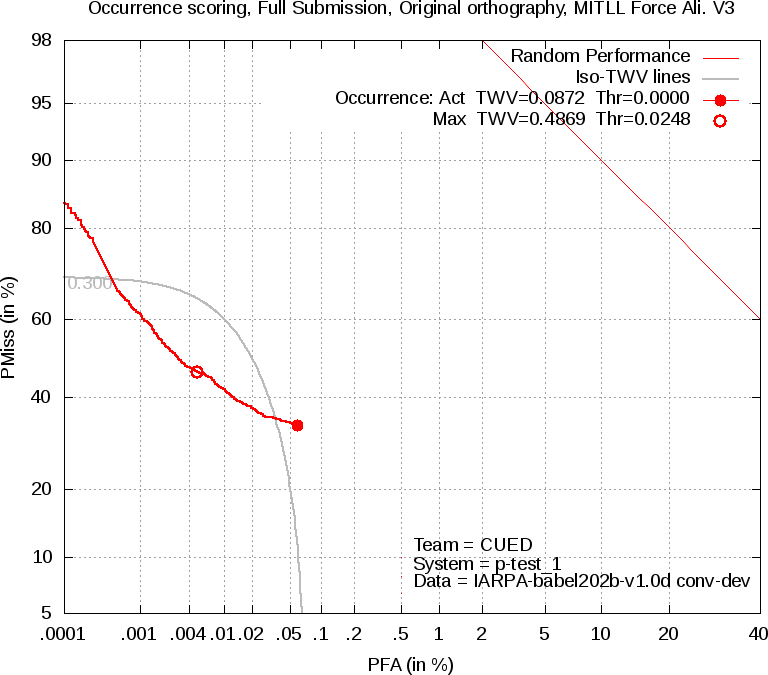 Occurrence scoring, Full Submission, Original orthography, MITLL Force Ali. V3
98
95
90
80
60
40
20
10
5
PMiss (in %)
Random Performance
Iso-TWV lines
Occurrence: Act TWV=0.0872 Thr=0.0000
Max TWV=0.4869 Thr=0.0248
0.300
Team = CUED
System = p-test_1
Data = IARPA-babel202b-v1.0d conv-dev
.0001 .001 .004 .01 .02 .05 .1 .2 .5 1 2 5 10 20 40
PFA (in %)